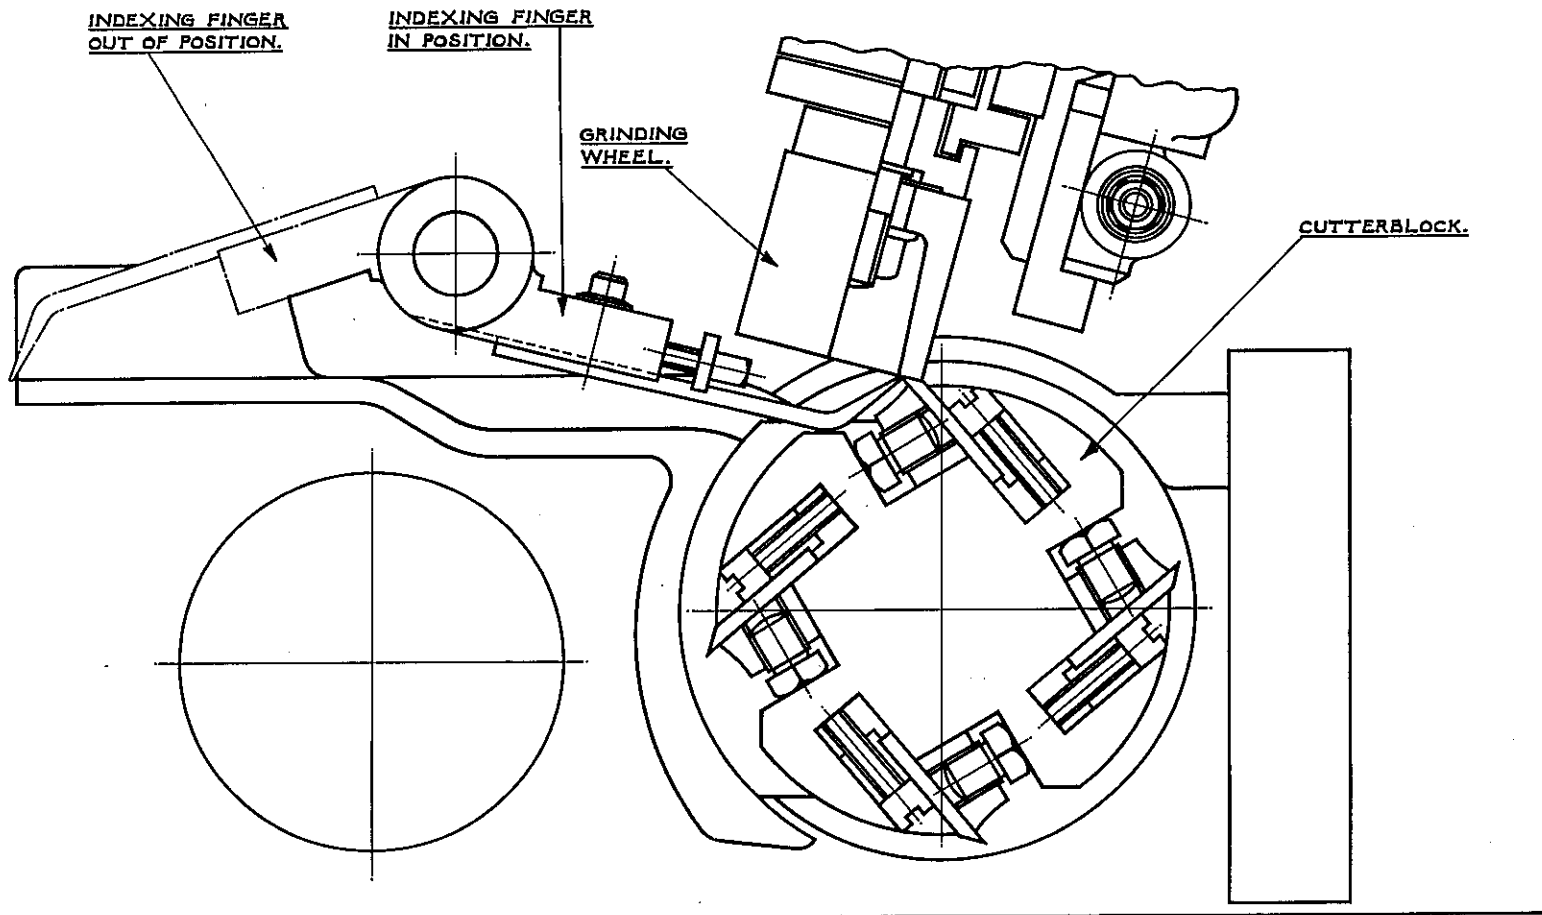 INDEXING FINGER
OUT OF POSITION.
INDEXING FINGER
IN POSITION.
GRINDING
WHEEL.
CUTTERBLOCK.